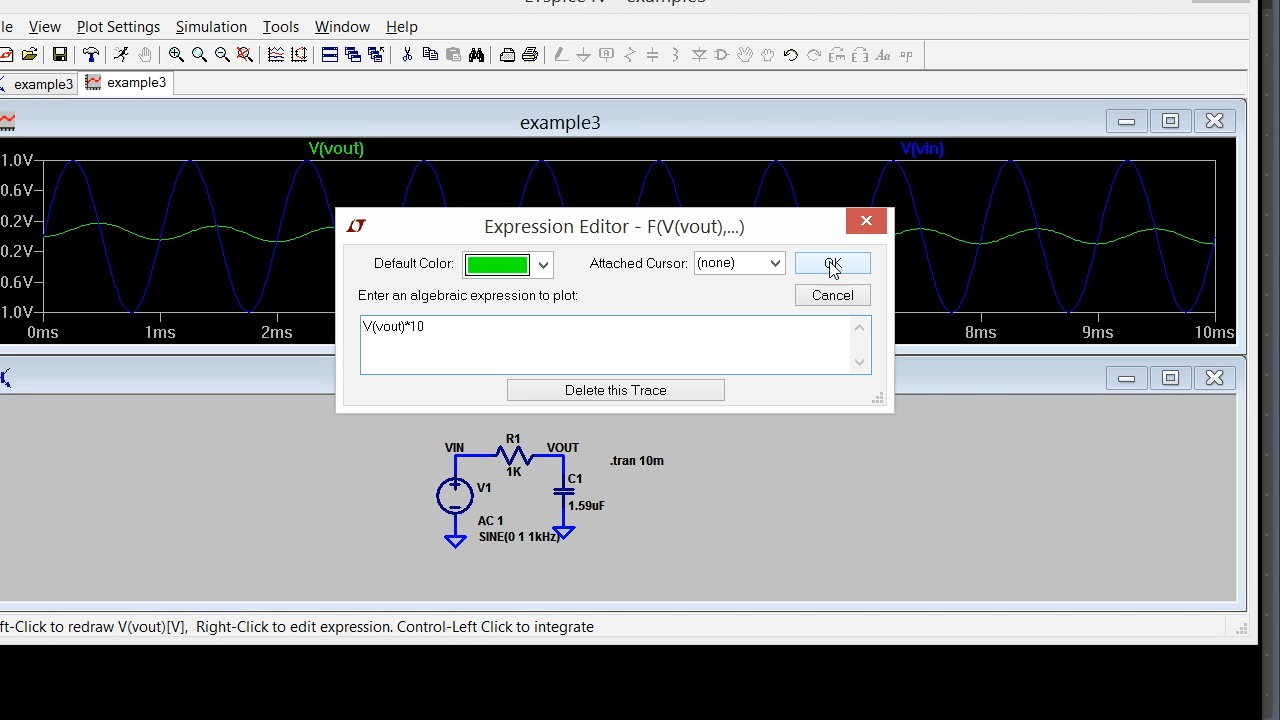 le View Plot Settings Simulation Tools Window Help
example3 example3
example3
V(vout) V(vin)
1.0V
0.6V
0.2V
0.2V
0.6V
1.0V
0ms 1ms 2ms 8ms 9ms 10ms
Expression Editor - F(V(vout),...)
Default Color: Attached Cursor: (none) OK
Enter an algebraic expression to plot: Cancel
V(vout)*10
Delete this Trace
VIN R1 VOUT .tran 10m
1K
V1 C1
1.59uF
AC 1
SINE(0 1 1kHz)
ft-Click to redraw V(vout)[V], Right-Click to edit expression. Control-Left Click to integrate